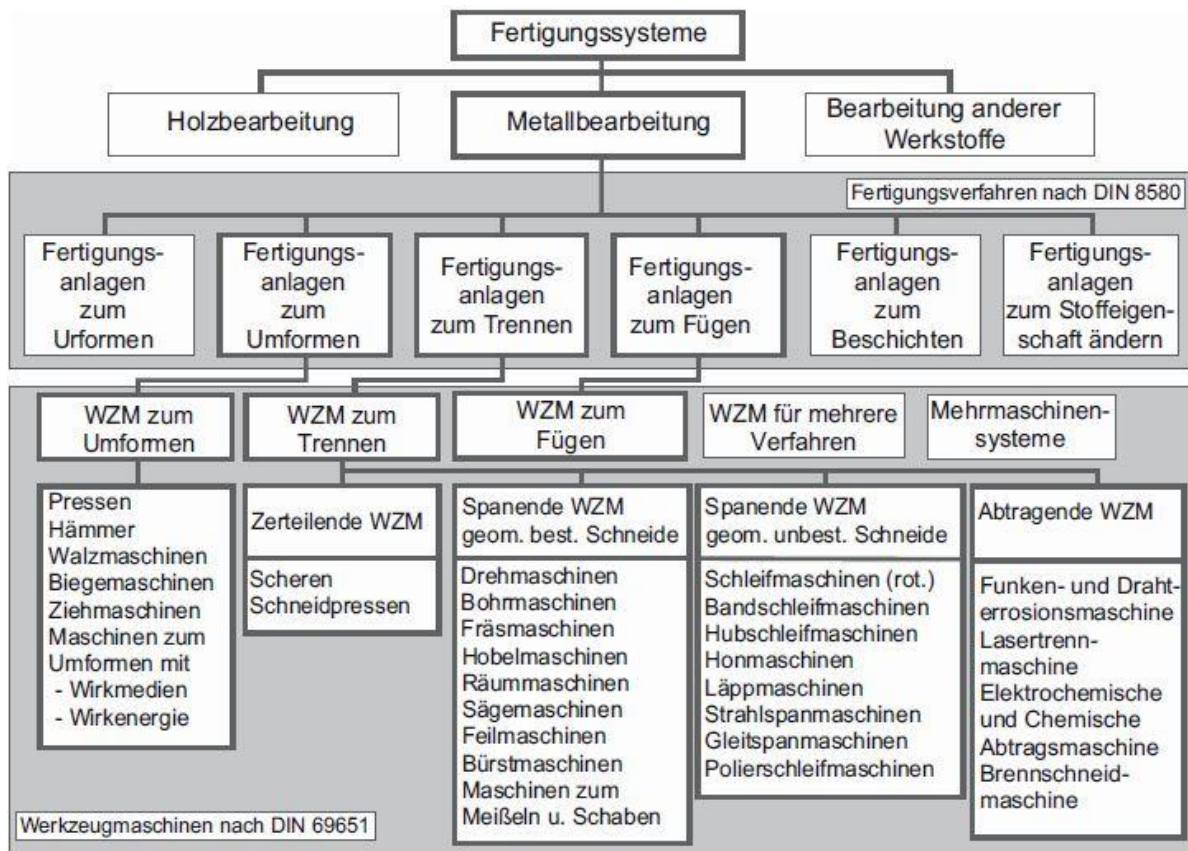 Fertigungssysteme
Holzbearbeitung
Metallbearbeitung
Bearbeitung anderer
Werkstoffe
Fertigungsverfahren nach DIN 8580
Fertigungs-
anlagen
zum
Urformen
Fertigungs-
anlagen
zum
Umformen
Fertigungs-
anlagen
zum Trennen
Fertigungs-
anlagen
zum Fügen
Fertigungs-
anlagen
zum
Beschichten
Fertigungs-
anlagen
zum Stoffeigen-
schaft ändern
WZM zum
Umformen
WZM zum
Trennen
WZM zum
Fügen
WZM für mehrere
Verfahren
Mehrmaschinen-
systeme
Pressen
Hämmer
Walzmaschinen
Biegemaschinen
Ziehmaschinen
Maschinen zum
Umformen mit
- Wirkmedien
- Wirkenergie
Zerteilende WZM
Scheren
Schneidpressen
Spanende WZM
geom. best. Schneide
Drehmaschinen
Bohrmaschinen
Fräsmaschinen
Hobelmaschinen
Räummaschinen
Sägemaschinen
Feilmaschinen
Bürstmaschinen
Maschinen zum
Meißeln u. Schaben
Spanende WZM
geom. unbest. Schneide
Schleifmaschinen (rot.)
Bandschleifmaschinen
Hubschleifmaschinen
Honmaschinen
Läppmaschinen
Strahlspanmaschinen
Gleitspanmaschinen
Polierschleifmaschinen
Abtragende WZM
Funken- und Draht-
errosionsmaschine
Lasertrenn-
maschine
Elektrochemische
und Chemische
Abtragsmaschine
Brennschneid-
maschine
Werkzeugmaschinen nach DIN 69651